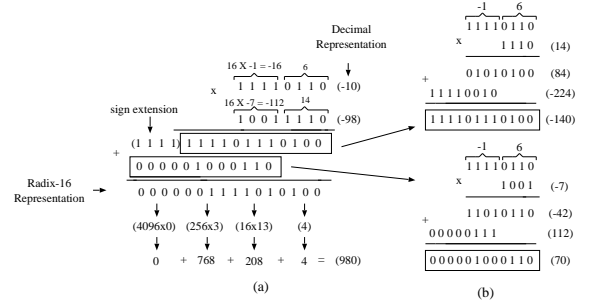 Decimal
Representation
16 X -1 = -16 6
1 1 1 1 0 1 1 0 (-10)
x
16 X -7 = -112 14
1 0 0 1 1 1 1 0 (-98)
sign extension
(1 1 1 1) 1 1 1 1 0 1 1 1 0 1 0 0
+
0 0 0 0 0 1 0 0 0 1 1 0
Radix-16
Representation
0 0 0 0 0 0 1 1 1 1 0 1 0 1 0 0
(4096x0) (256x3) (16x13) (4)
0 + 768 + 208 + 4 = (980)
(a)
-1 6
1 1 1 1 0 1 1 0
x 1 1 1 0 (14)
0 1 0 1 0 1 0 0 (84)
+
1 1 1 1 0 0 1 0 (-224)
1 1 1 1 0 1 1 1 0 1 0 0 (-140)
-1 6
1 1 1 1 0 1 1 0
x 1 0 0 1 (-7)
1 1 0 1 0 1 1 0 (-42)
+
0 0 0 0 0 1 1 1 (112)
0 0 0 0 0 1 0 0 0 1 1 0 (70)
(b)